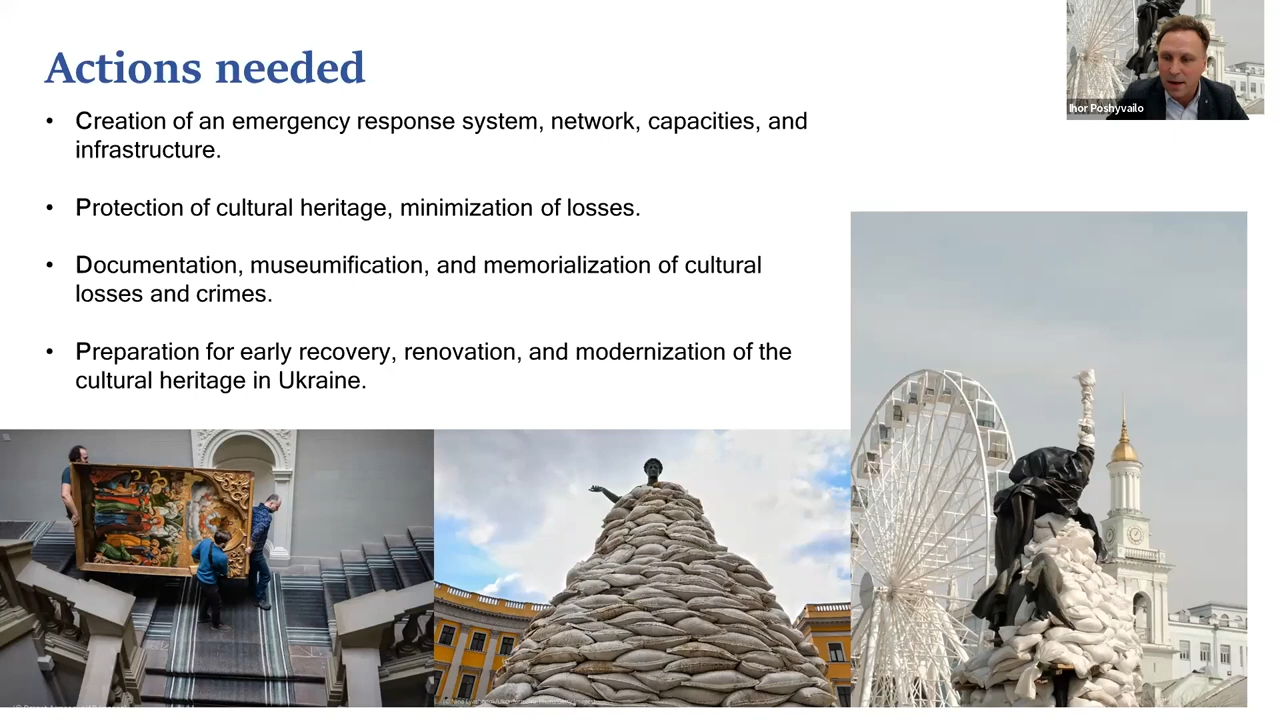 Actions needed
Ihor Poshyvailo
• Creation of an emergency response system, network, capacities, and
infrastructure.
• Protection of cultural heritage, minimization of losses.
• Documentation, museumification, and memorialization of cultural
losses and crimes.
• Preparation for early recovery, renovation, and modernization of the
cultural heritage in Ukraine.